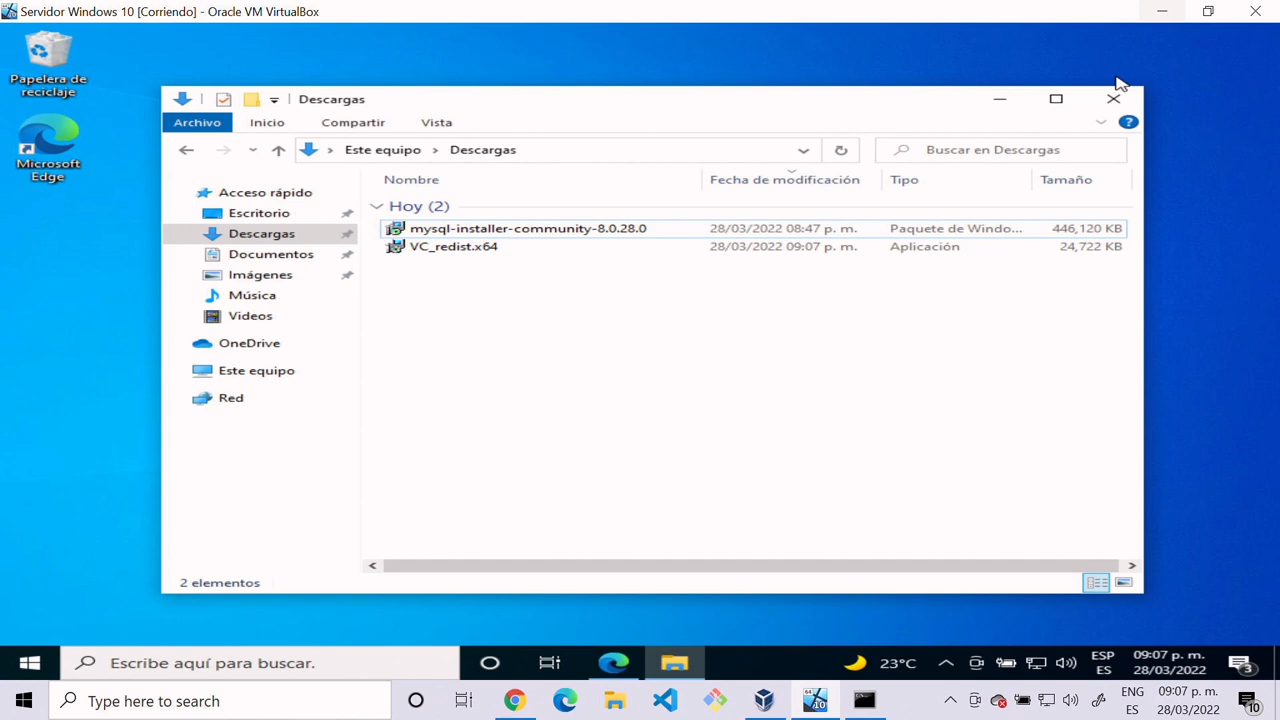 Servidor Windows 10 [Corriendo] - Oracle VM VirtualBox
Papelera de
reciclaje
Microsoft
Edge
Descargas
Archivo Inicio Compartir Vista
Este equipo Descargas
Buscar en Descargas
Nombre Fecha de modificación Tipo Tamaño
Acceso rápido
Escritorio
Descargas
Documentos
Imágenes
Música
Videos
OneDrive
Este equipo
Red
Hoy (2)
mysql-installer-community-8.0.28.0 28/03/2022 08:47 p. m. Paquete de Windo... 446,120 KB
VC_redist.x64 28/03/2022 09:07 p. m. Aplicación 24,722 KB
2 elementos
Escribe aquí para buscar.
23°C
ESP
ES
09:07 p. m.
28/03/2022
3
Type here to search
10
ENG
ES
09:07 p. m.
28/03/2022
10